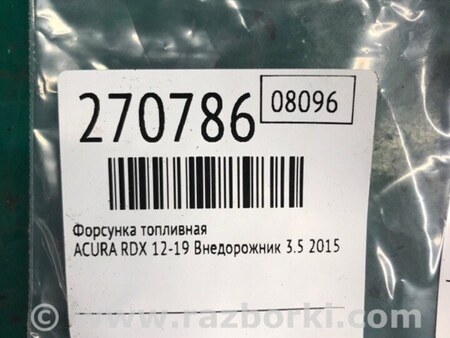 270786
08096
Форсунка топливная
ACURA RDX 12-19 Внедорожник 3.5 2015
© www.razborki.com